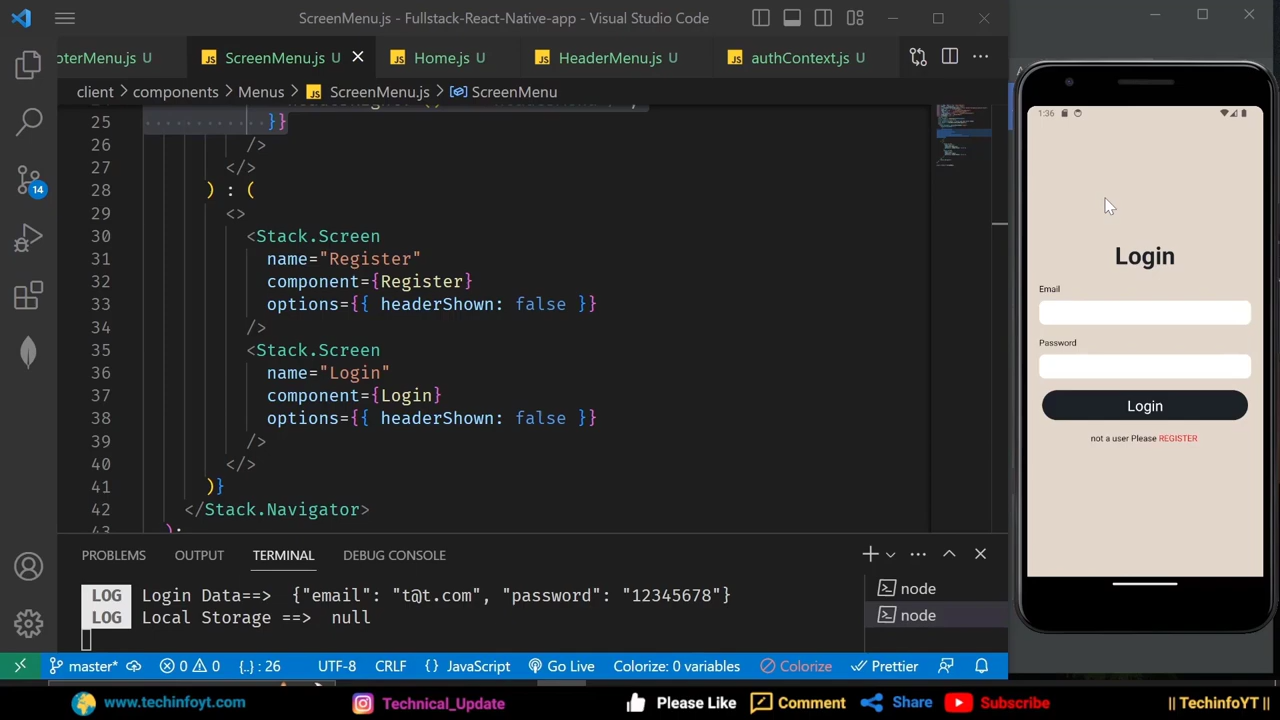 ScreenMenu.js - Fullstack-React-Native-app - Visual Studio Code
oterMenu.js U
ScreenMenu.js U
Home.js U
HeaderMenu.js U
authContext.js U
client > components > Menus > ScreenMenu.js > ScreenMenu
25 }}
26 />
27 </>
28 ) : (
29 <>
30 <Stack.Screen
31 name="Register"
32 component={Register}
33 options={{ headerShown: false }}
34 />
35 <Stack.Screen
36 name="Login"
37 component={Login}
38 options={{ headerShown: false }}
39 />
40 </>
41 )}
42 </Stack.Navigator>
43 );
14
PROBLEMS OUTPUT TERMINAL DEBUG CONSOLE
LOG Login Data==> {"email": "t@t.com", "password": "12345678"}
LOG Local Storage ==> null
node
node
master* 0 0 {..} : 26 UTF-8 CRLF {} JavaScript Go Live Colorize: 0 variables Colorize Prettier
1:36
Login
Email
Password
Login
not a user Please REGISTER
www.techinfoyt.com Technical_Update Please Like Comment Share Subscribe || TechinfoYT ||